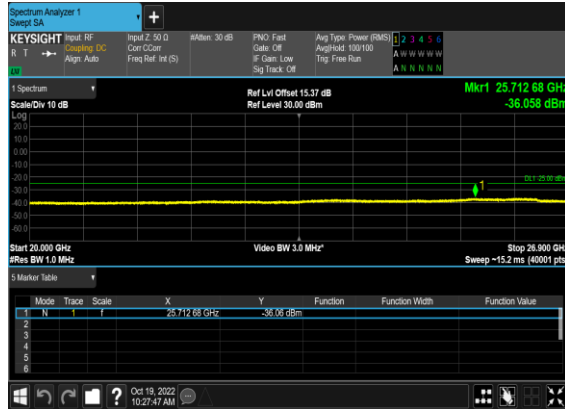 Spectrum Analyzer 1
Swept SA
+
KEYSIGHT Input: RF Input Z: 50 Ω #Atten: 30 dB PNO: Fast Avg Type: Power (RMS) 1 2 3 4 5 6
R T Coupling: DC Corr CCorr Gate: Off Avg|Hold: 100/100 A W W W W W
Align: Auto Freq Ref: Int (S) IF Gain: Low Trig: Free Run
Sig Track: Off A N N N N N
1 Spectrum Ref Lvl Offset 15.37 dB Mkr1 25.712 68 GHz
Scale/Div 10 dB Ref Level 30.00 dBm -36.058 dBm
Log
20.0
10.0
0.00
-10.0
-20.0
DL1 -25.00 dBm
1
-30.0
-40.0
-50.0
-60.0
Start 20.000 GHz Video BW 3.0 MHz* Stop 26.900 GHz
#Res BW 1.0 MHz Sweep ~15.2 ms (40001 pts)
5 Marker Table
Mode Trace Scale X Y Function Function Width Function Value
1 N 1 f 25.712 68 GHz -36.06 dBm
2
3
4
5
6
? Oct 19, 2022
10:27:47 AM